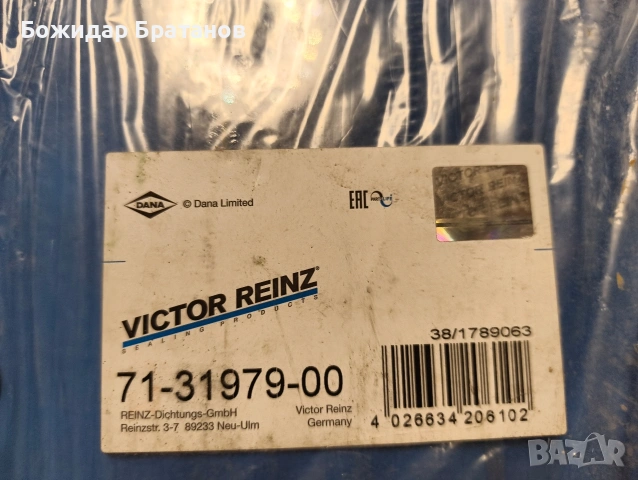 Божидар Братанов
DANA
© Dana Limited
EAC
VICTOR REINZ®
SEALING PRODUCTS
38/1789063
71-31979-00
REINZ-Dichtungs-GmbH
Reinzstr. 3-7 89233 Neu-Ulm
Victor Reinz
Germany
4 026634 206102
bazar